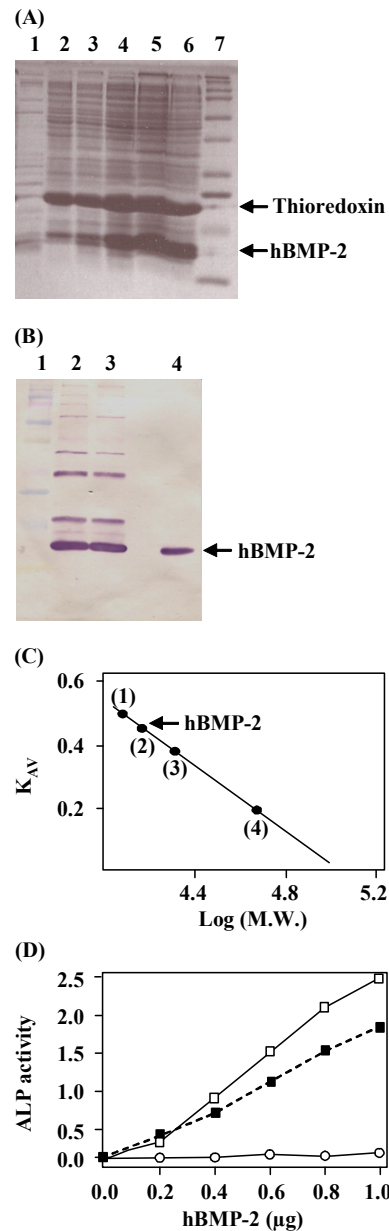 (A)
1 2 3 4 5 6 7
Thioredoxin
hBMP-2
(B)
1 2 3 4
hBMP-2
(C)
0.6
0.4
0.2
K_AV
(1)
hBMP-2
(2)
(3)
(4)
4.4 4.8 5.2
Log (M.W.)
(D)
2.5
2.0
1.5
1.0
0.5
0.0
ALP activity
0.0 0.2 0.4 0.6 0.8 1.0
hBMP-2 (µg)